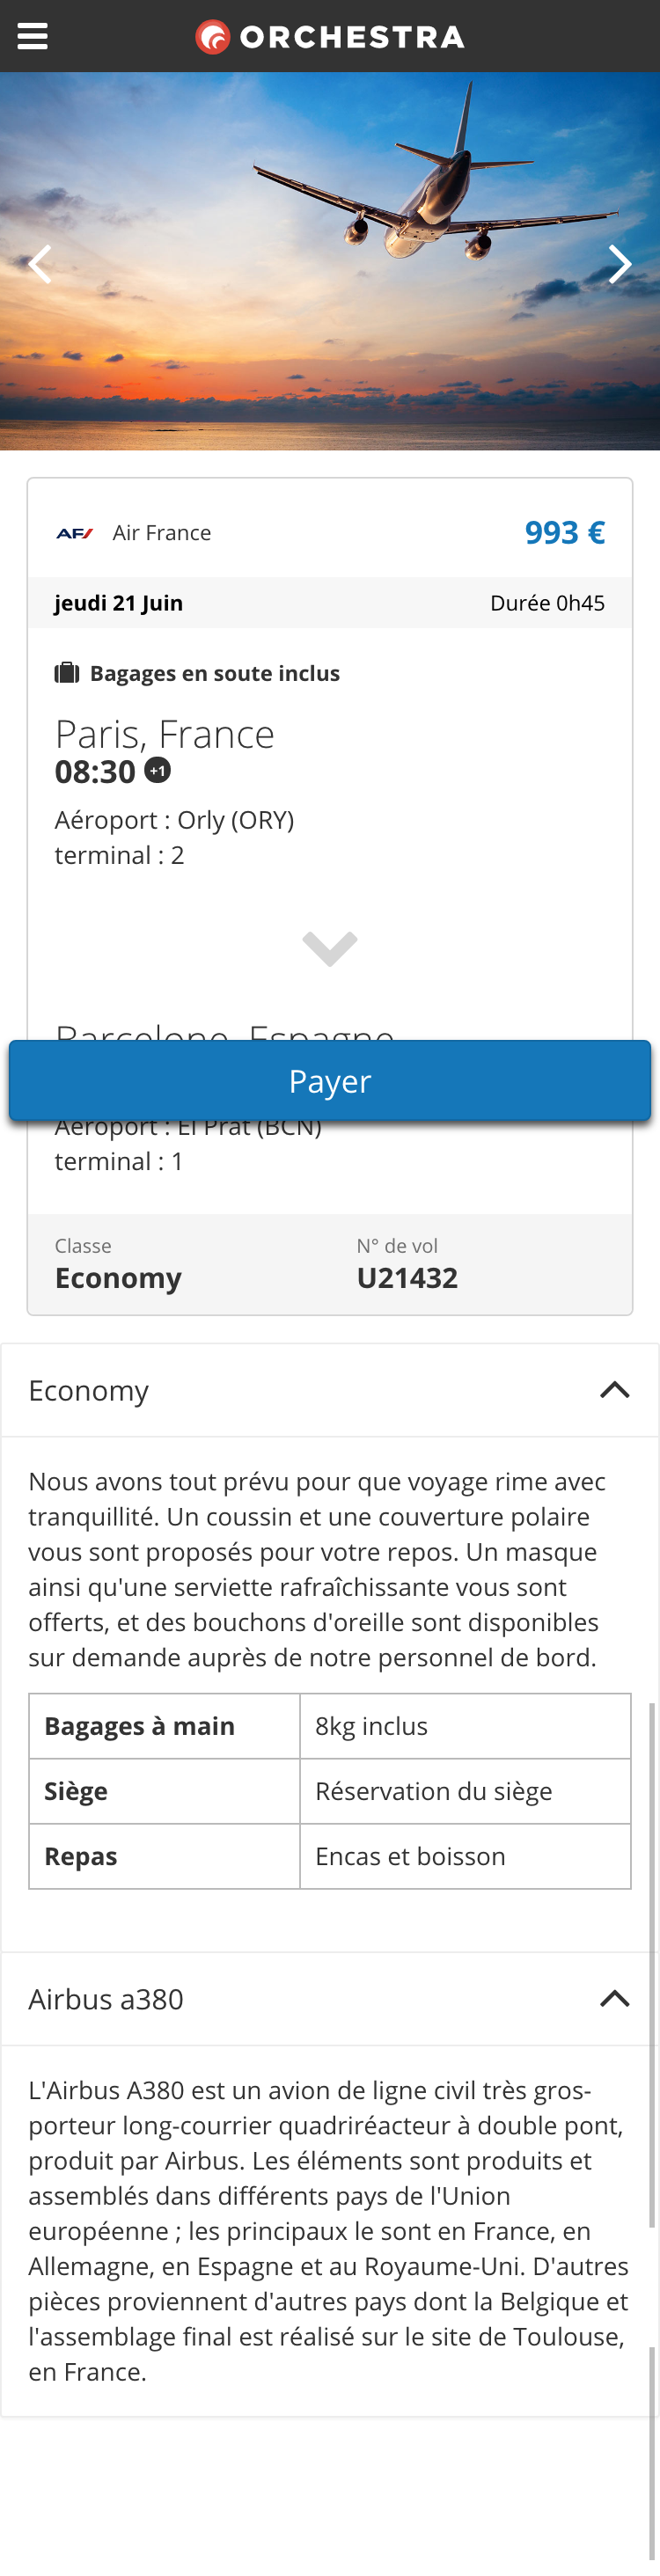 ORCHESTRA
AF Air France 993 €
jeudi 21 Juin Durée 0h45
Bagages en soute inclus
Paris, France
08:30 +1
Aéroport : Orly (ORY)
terminal : 2
Barcelone, Espagne
Payer
Aéroport : El Prat (BCN)
terminal : 1
Classe N° de vol
Economy U21432
Economy
Nous avons tout prévu pour que voyage rime avec
tranquillité. Un coussin et une couverture polaire
vous sont proposés pour votre repos. Un masque
ainsi qu'une serviette rafraîchissante vous sont
offerts, et des bouchons d'oreille sont disponibles
sur demande auprès de notre personnel de bord.
Bagages à main 8kg inclus
Siège Réservation du siège
Repas Encas et boisson
Airbus a380
L'Airbus A380 est un avion de ligne civil très gros-
porteur long-courrier quadriréacteur à double pont,
produit par Airbus. Les éléments sont produits et
assemblés dans différents pays de l'Union
européenne ; les principaux le sont en France, en
Allemagne, en Espagne et au Royaume-Uni. D'autres
pièces proviennent d'autres pays dont la Belgique et
l'assemblage final est réalisé sur le site de Toulouse,
en France.